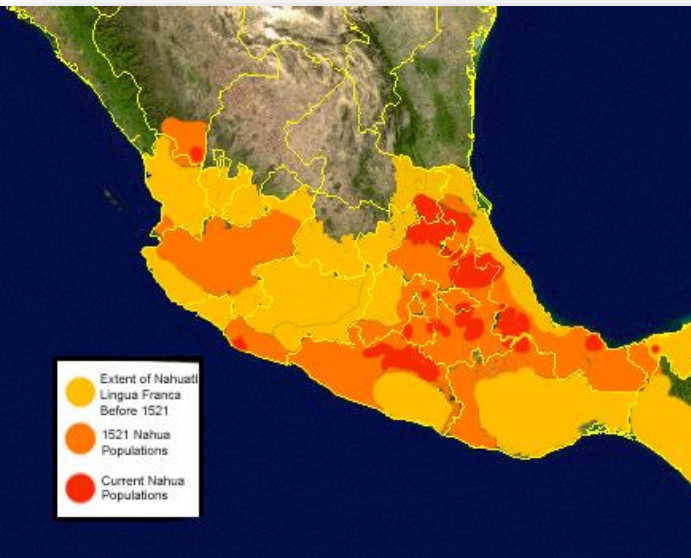 Extent of Nahuatl
Lingua Franca
Before 1521
1521 Nahua
Populations
Current Nahua
Populations